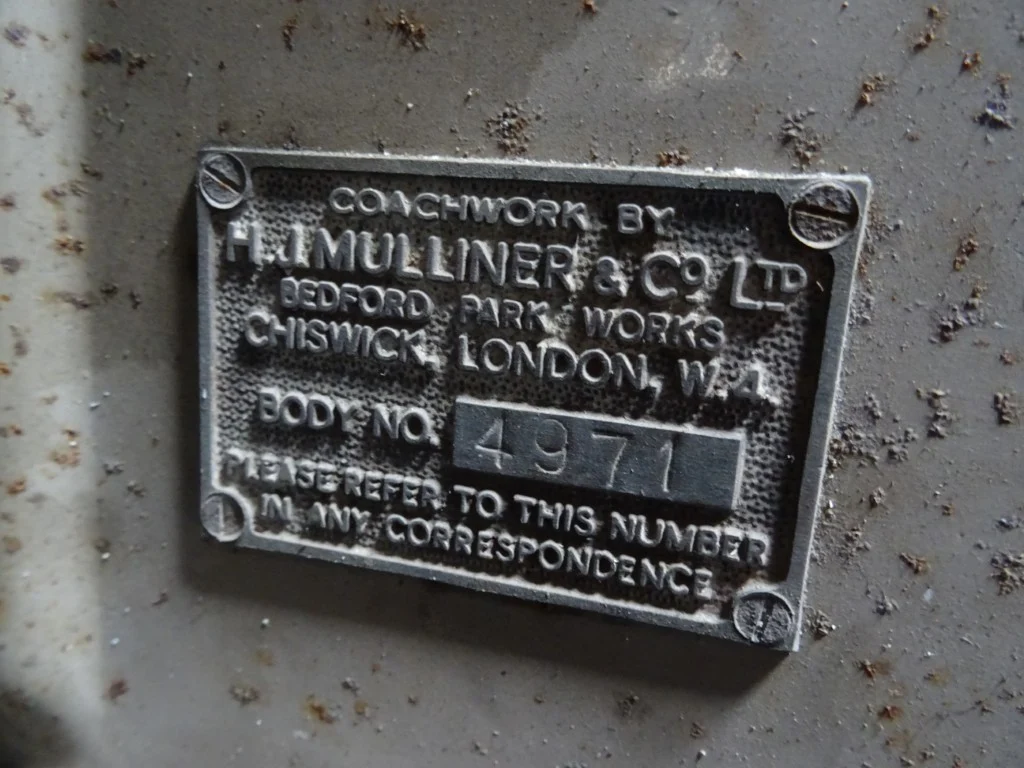 COACHWORK BY
H.J. MULLINER & CO LTD
BEDFORD PARK WORKS
CHISWICK, LONDON, W.4.
BODY NO. 4971
PLEASE REFER TO THIS NUMBER
IN ANY CORRESPONDENCE